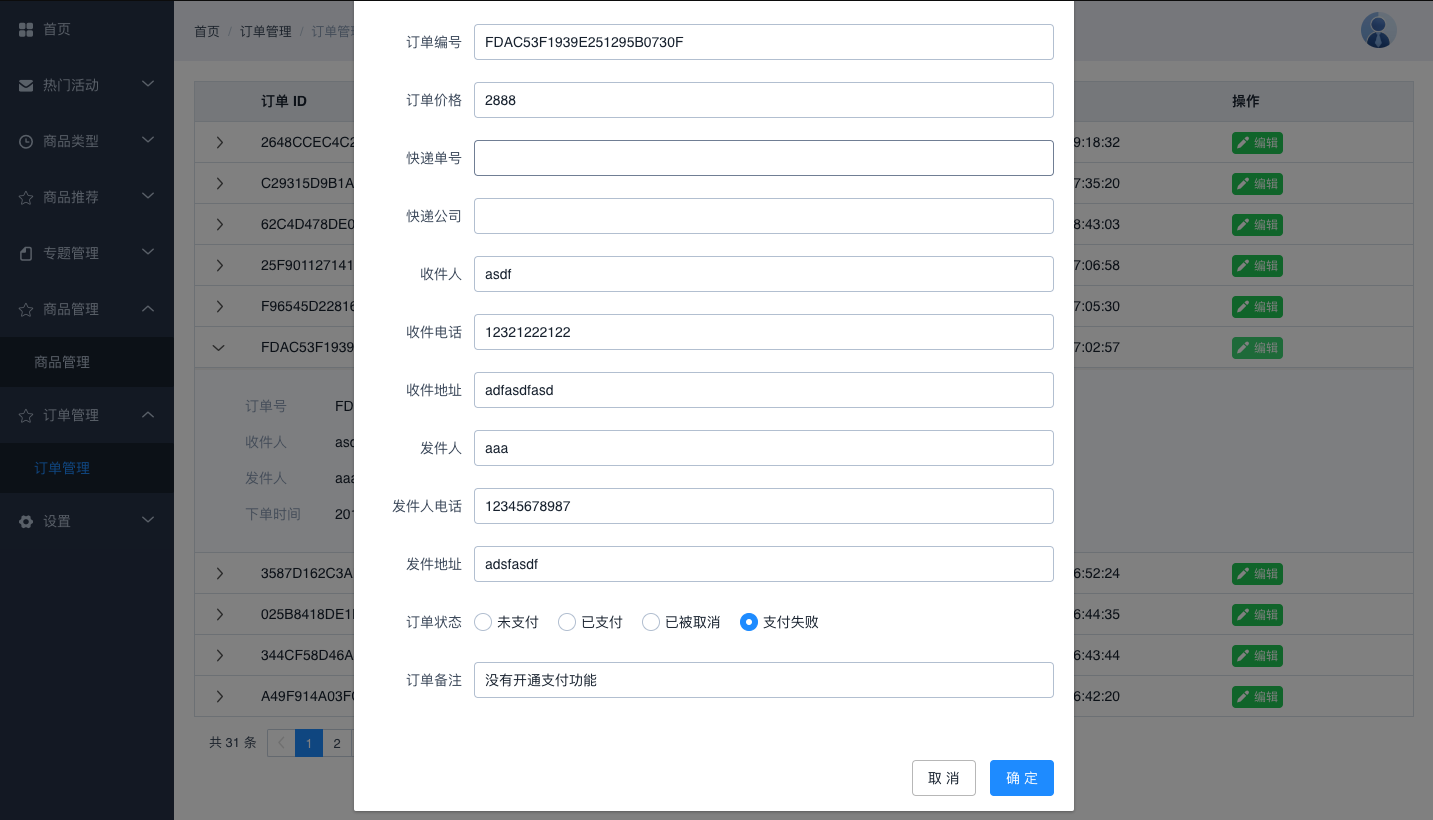 首页
热门活动
商品类型
商品推荐
专题管理
商品管理
商品管理
订单管理
订单管理
设置
首页 / 订单管理 / 订单管
订单 ID
操作
2648CCEC4C2
9:18:32
编辑
C29315D9B1A
7:35:20
编辑
62C4D478DE0
8:43:03
编辑
25F901127141
7:06:58
编辑
F96545D22816
7:05:30
编辑
FDAC53F1939
7:02:57
编辑
订单号 FD
收件人 asd
发件人 aaa
下单时间 201
3587D162C3A
6:52:24
编辑
025B8418DE1
6:44:35
编辑
344CF58D46A
6:43:44
编辑
A49F914A03F
6:42:20
编辑
共 31 条
1 2
订单编号 FDAC53F1939E251295B0730F
订单价格 2888
快递单号
快递公司
收件人 asdf
收件电话 12321222122
收件地址 adfasdfasd
发件人 aaa
发件人电话 12345678987
发件地址 adsfasdf
订单状态 未支付 已支付 已被取消 支付失败
订单备注 没有开通支付功能
取消 确定